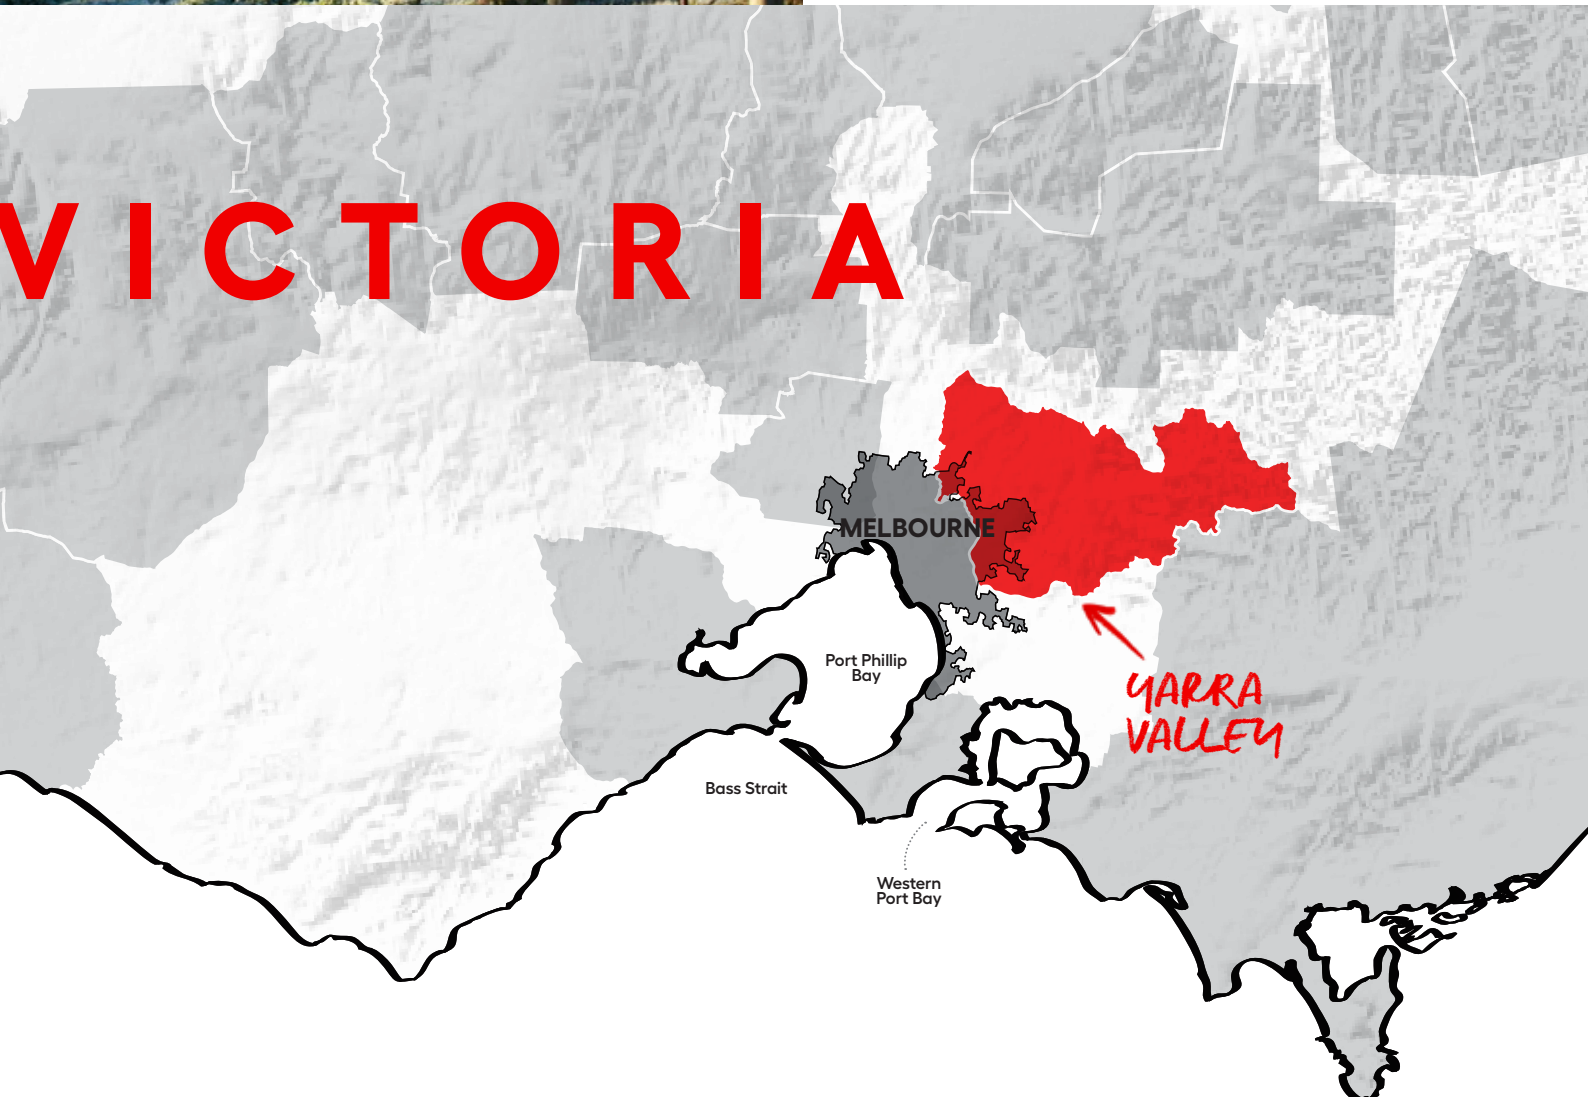 VICTORIA
MELBOURNE
Port Phillip
Bay
YARRA
VALLEY
Bass Strait
Western
Port Bay